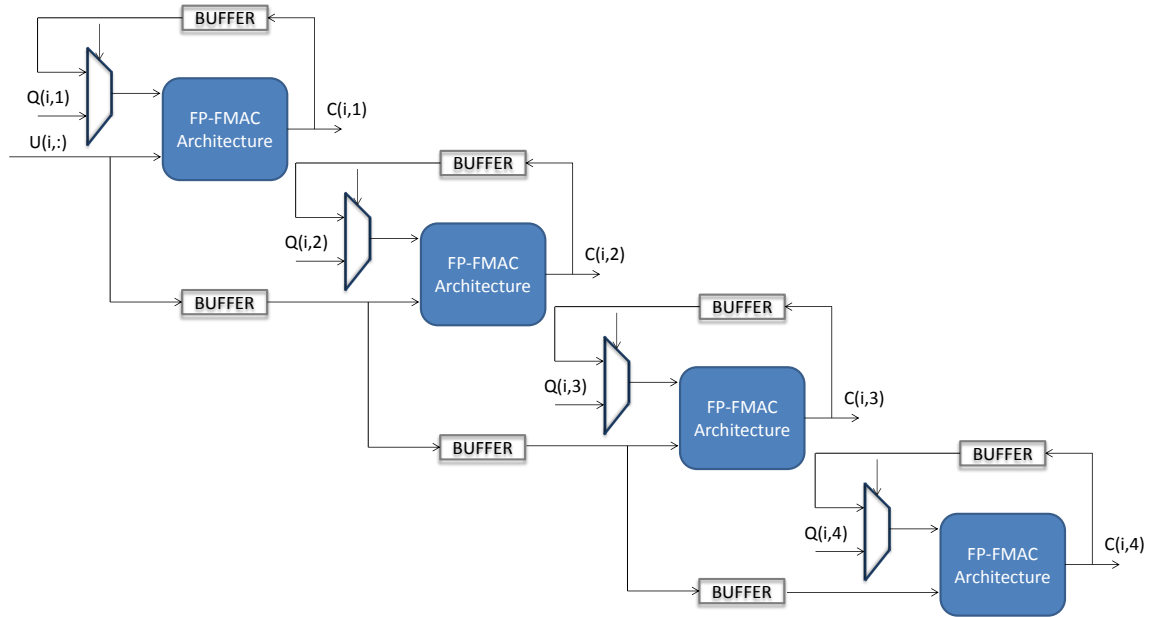 BUFFER
Q(i,1)
FP-FMAC
Architecture
C(i,1)
U(i,:)
BUFFER
Q(i,2)
FP-FMAC
Architecture
C(i,2)
BUFFER
BUFFER
Q(i,3)
FP-FMAC
Architecture
C(i,3)
BUFFER
BUFFER
Q(i,4)
FP-FMAC
Architecture
C(i,4)
BUFFER